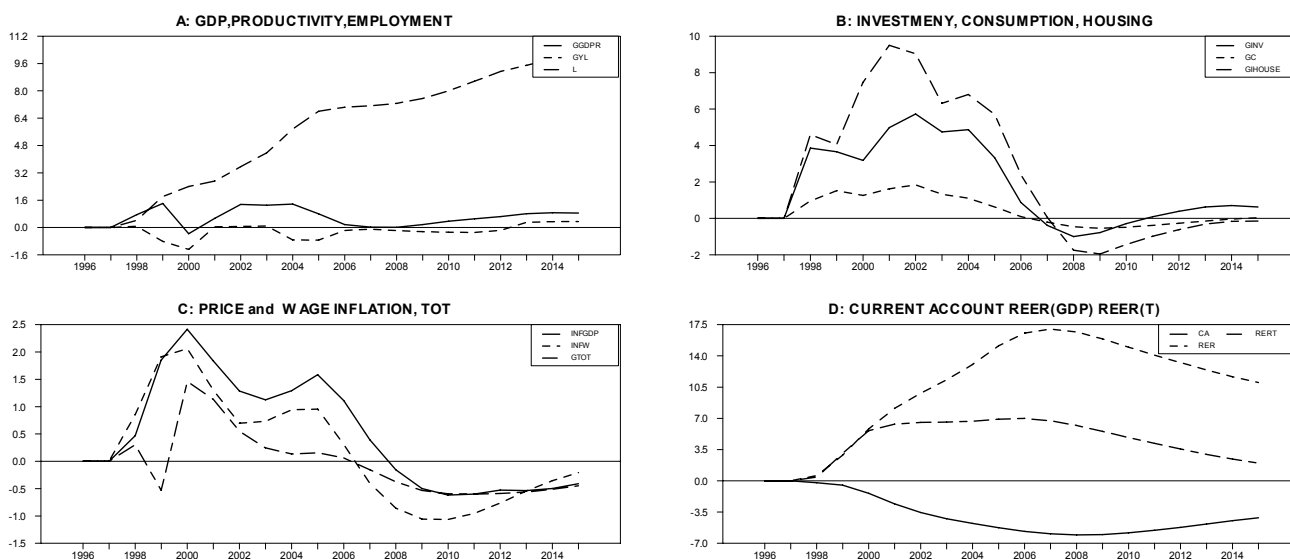 A: GDP,PRODUCTIVITY,EMPLOYMENT
11.2
9.6
8.0
6.4
4.8
3.2
1.6
0.0
-1.6
GGDPR
GYL
L
1996 1998 2000 2002 2004 2006 2008 2010 2012 2014
B: INVESTMENY, CONSUMPTION, HOUSING
10
8
6
4
2
0
-2
GINV
GC
GIHOUSE
1996 1998 2000 2002 2004 2006 2008 2010 2012 2014
C: PRICE and WAGE INFLATION, TOT
2.5
2.0
1.5
1.0
0.5
0.0
-0.5
-1.0
-1.5
INFGDP
INFW
GTOT
1996 1998 2000 2002 2004 2006 2008 2010 2012 2014
D: CURRENT ACCOUNT REER(GDP) REER(T)
17.5
14.0
10.5
7.0
3.5
0.0
-3.5
-7.0
CA RERT
RER
1996 1998 2000 2002 2004 2006 2008 2010 2012 2014